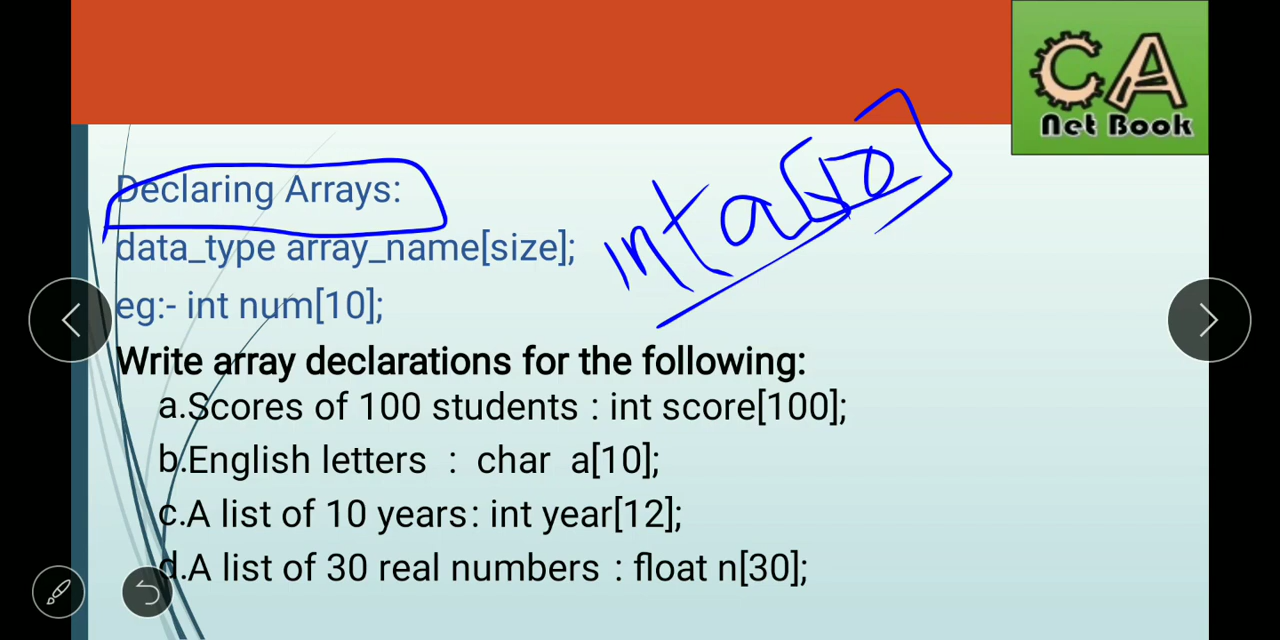 CA
Net Book
Declaring Arrays:
int a[10]
data_type array_name[size];
eg:- int num[10];
Write array declarations for the following:
a.Scores of 100 students : int score[100];
b.English letters : char a[10];
c.A list of 10 years: int year[12];
d.A list of 30 real numbers : float n[30];